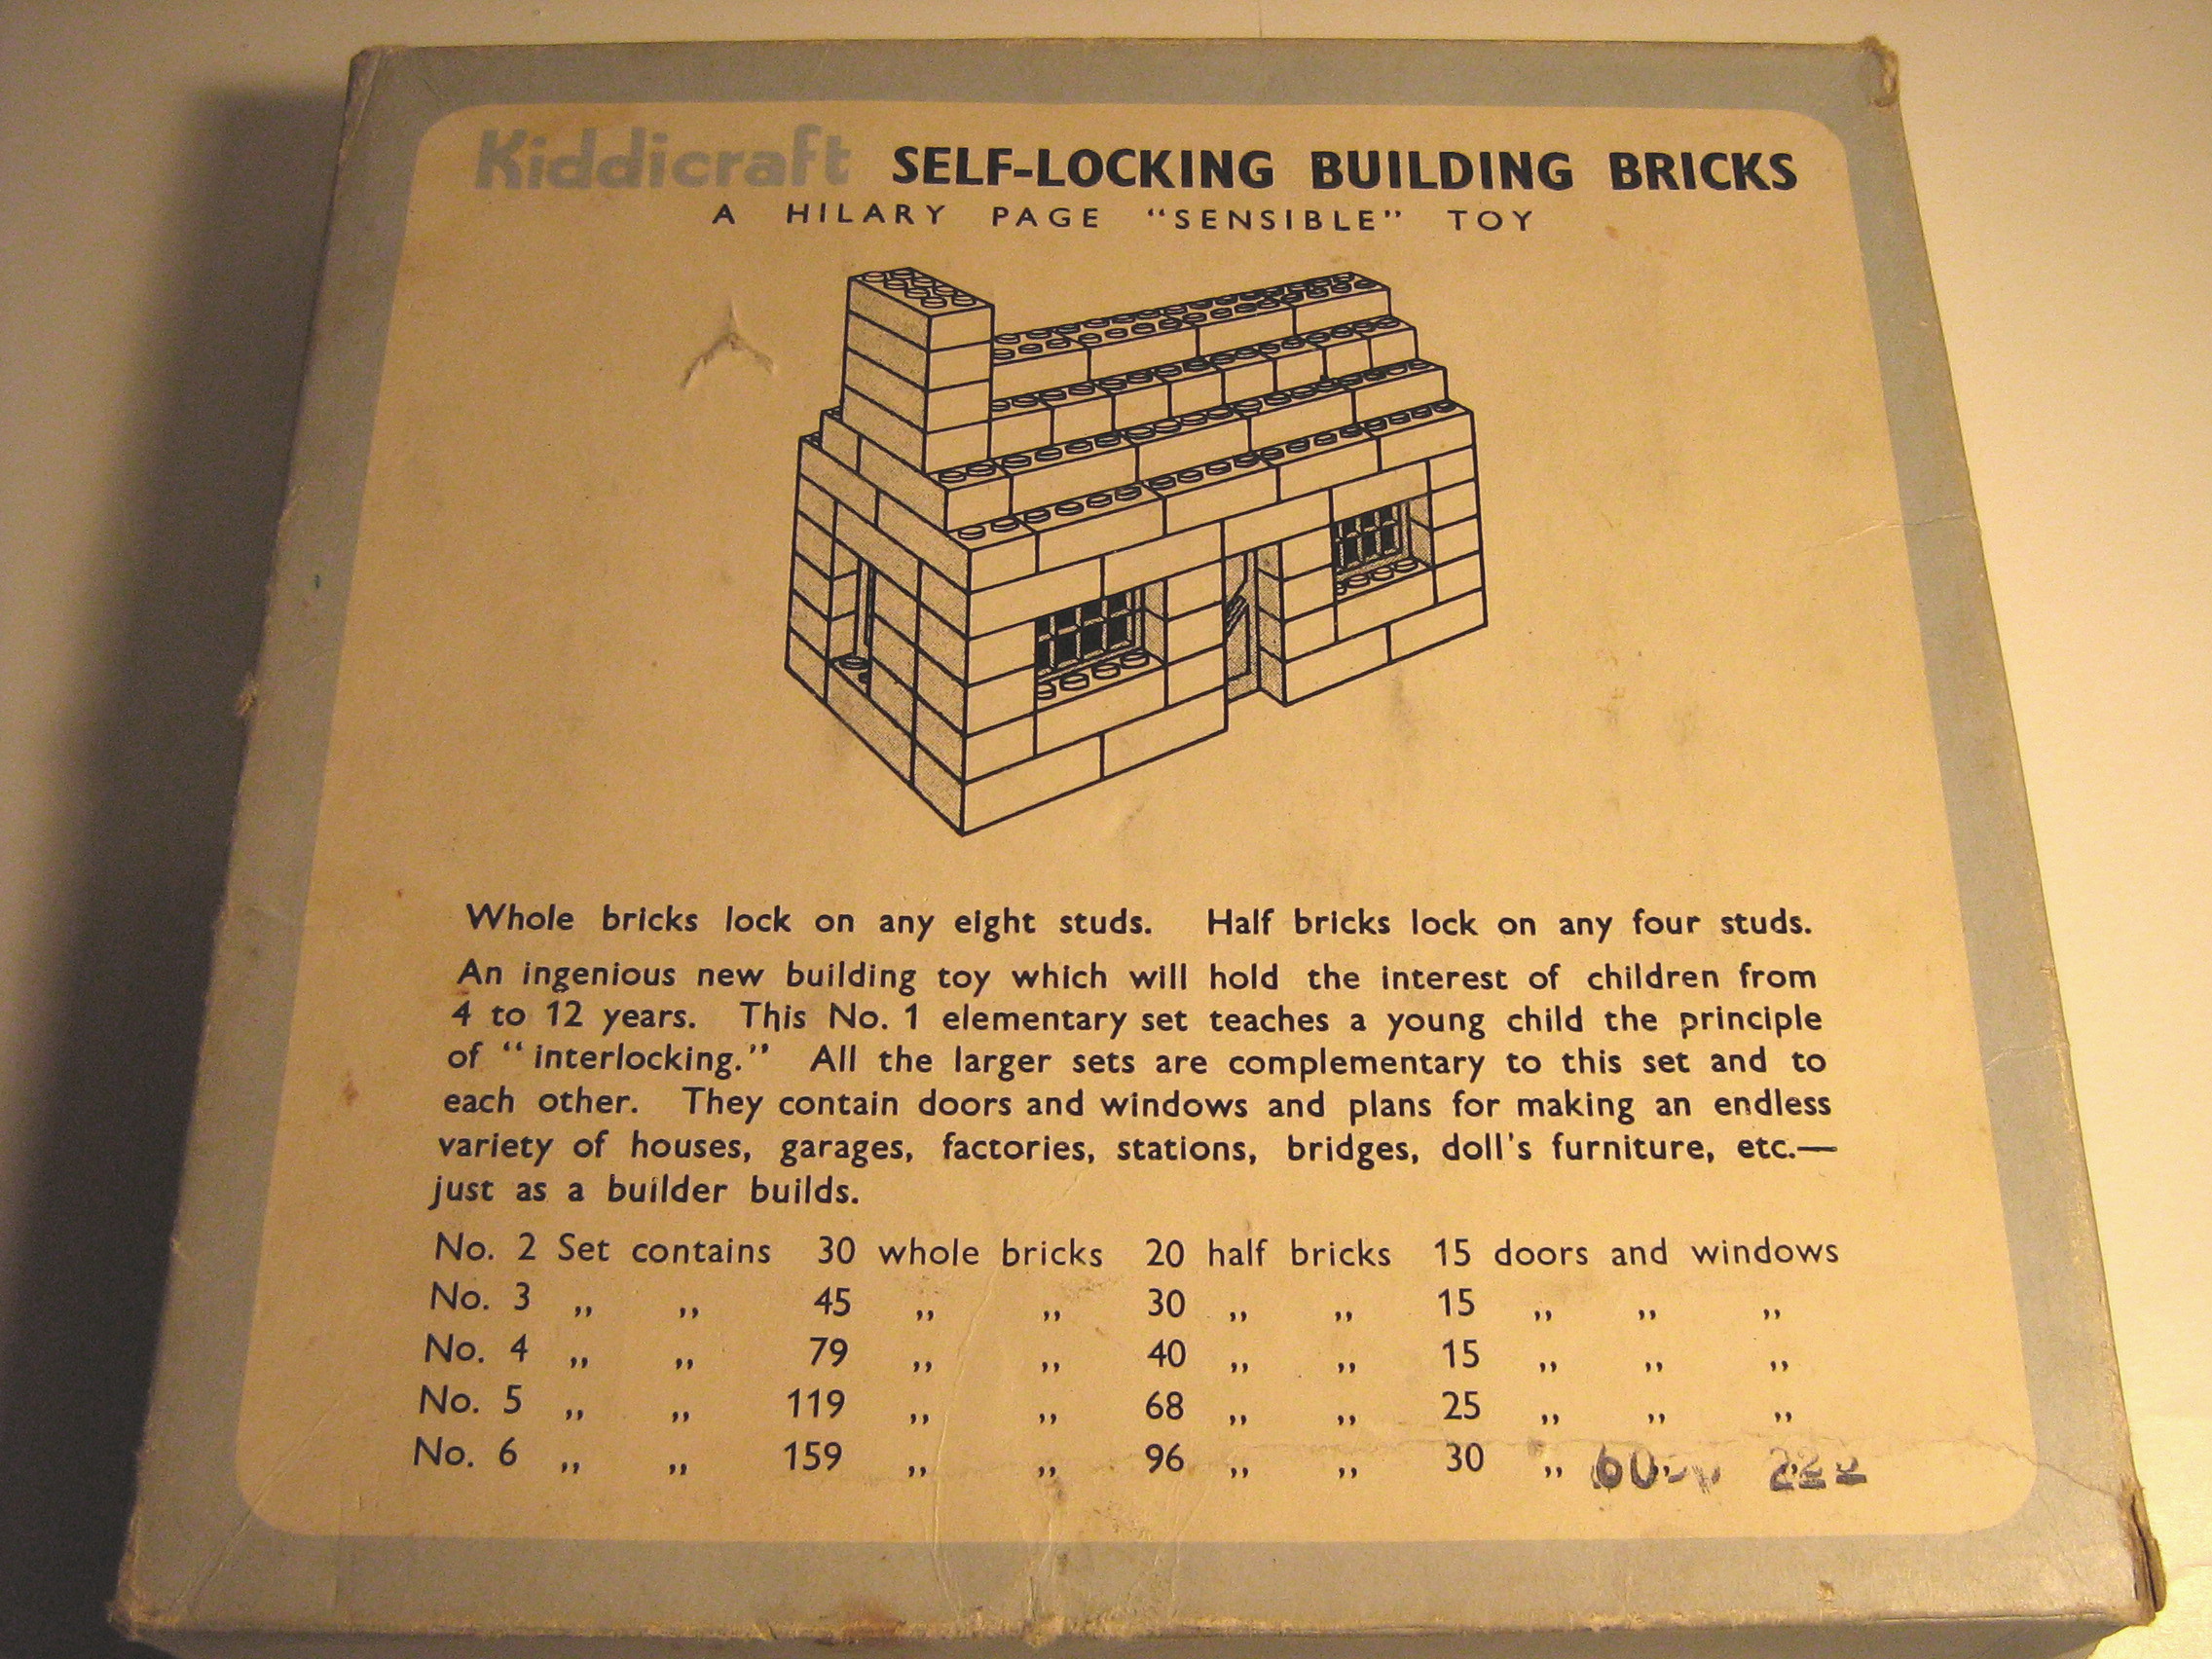 Kiddicraft SELF-LOCKING BUILDING BRICKS
A HILARY PAGE “SENSIBLE” TOY
Whole bricks lock on any eight studs. Half bricks lock on any four studs.
An ingenious new building toy which will hold the interest of children from
4 to 12 years. This No. 1 elementary set teaches a young child the principle
of “interlocking.” All the larger sets are complementary to this set and to
each other. They contain doors and windows and plans for making an endless
variety of houses, garages, factories, stations, bridges, doll's furniture, etc.—
just as a builder builds.
No. 2 Set contains 30 whole bricks 20 half bricks 15 doors and windows
No. 3 „ „ 45 „ „ 30 „ „ 15 „ „ „
No. 4 „ „ 79 „ „ 40 „ „ 15 „ „ „
No. 5 „ „ 119 „ „ 68 „ „ 25 „ „ „
No. 6 „ „ 159 „ „ 96 „ „ 30 „ „ „